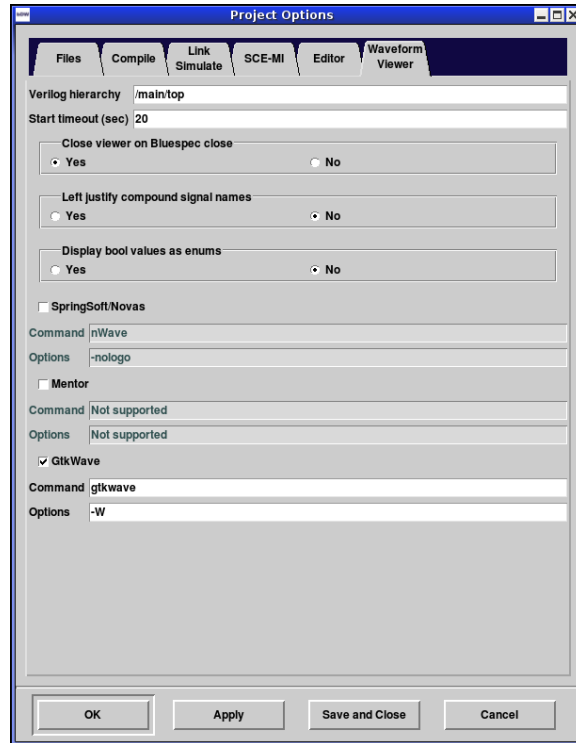 Project Options
Files
Compile
Link
Simulate
SCE-MI
Editor
Waveform
Viewer
Verilog hierarchy /main/top
Start timeout (sec) 20
Close viewer on Bluespec close
Yes No
Left justify compound signal names
Yes No
Display bool values as enums
Yes No
SpringSoft/Novas
Command nWave
Options -nologo
Mentor
Command Not supported
Options Not supported
GtkWave
Command gtkwave
Options -W
OK Apply Save and Close Cancel